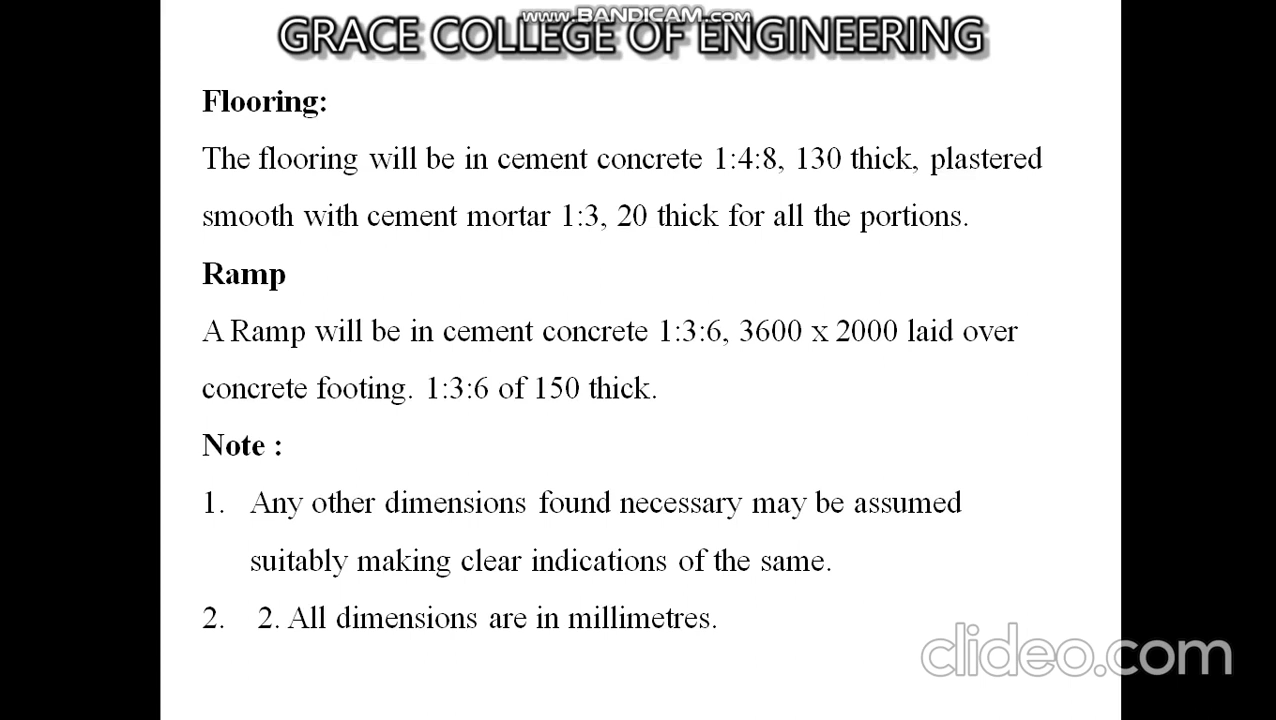 www.BANDICAM.com
GRACE COLLEGE OF ENGINEERING
Flooring:
The flooring will be in cement concrete 1:4:8, 130 thick, plastered
smooth with cement mortar 1:3, 20 thick for all the portions.
Ramp
A Ramp will be in cement concrete 1:3:6, 3600 x 2000 laid over
concrete footing. 1:3:6 of 150 thick.
Note :
1. Any other dimensions found necessary may be assumed
suitably making clear indications of the same.
2. 2. All dimensions are in millimetres.
clideo.com